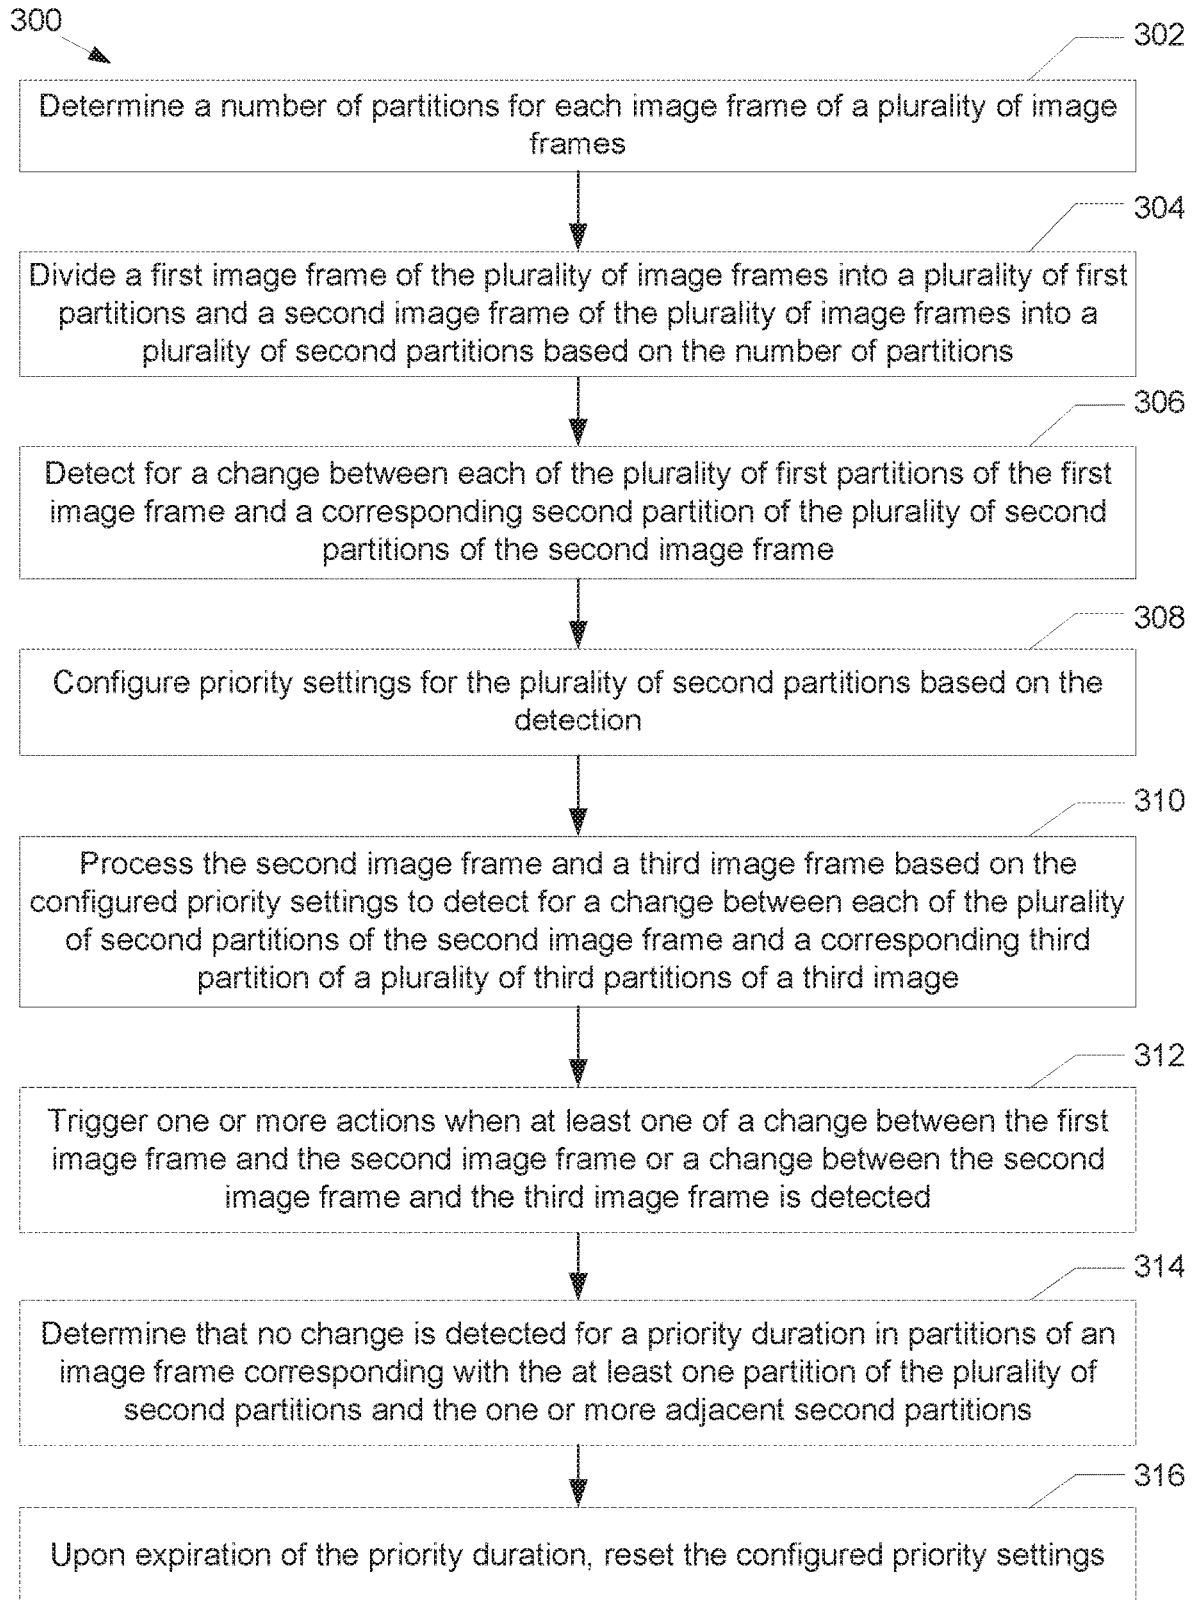 300
302
Determine a number of partitions for each image frame of a plurality of image
frames
304
Divide a first image frame of the plurality of image frames into a plurality of first
partitions and a second image frame of the plurality of image frames into a
plurality of second partitions based on the number of partitions
306
Detect for a change between each of the plurality of first partitions of the first
image frame and a corresponding second partition of the plurality of second
partitions of the second image frame
308
Configure priority settings for the plurality of second partitions based on the
detection
310
Process the second image frame and a third image frame based on the
configured priority settings to detect for a change between each of the plurality
of second partitions of the second image frame and a corresponding third
partition of a plurality of third partitions of a third image
312
Trigger one or more actions when at least one of a change between the first
image frame and the second image frame or a change between the second
image frame and the third image frame is detected
314
Determine that no change is detected for a priority duration in partitions of an
image frame corresponding with the at least one partition of the plurality of
second partitions and the one or more adjacent second partitions
316
Upon expiration of the priority duration, reset the configured priority settings